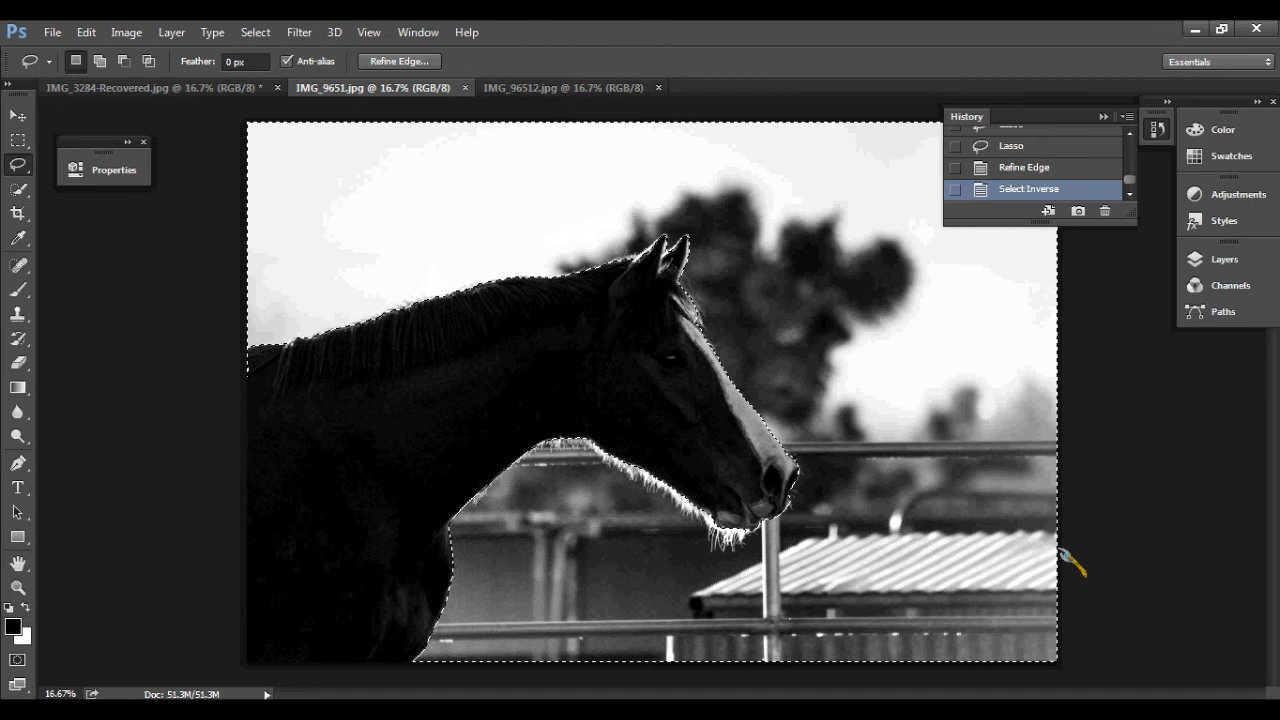 Ps File Edit Image Layer Type Select Filter 3D View Window Help
Feather: 0 px Anti-alias Refine Edge... Essentials
IMG_3284-Recovered.jpg @ 16.7% (RGB/8) * × IMG_9651.jpg @ 16.7% (RGB/8) × IMG_96512.jpg @ 16.7% (RGB/8) ×
Properties
History
Lasso
Lasso
Refine Edge
Select Inverse
Color
Swatches
Adjustments
Styles
Layers
Channels
Paths
16.67% Doc: 51.3M/51.3M